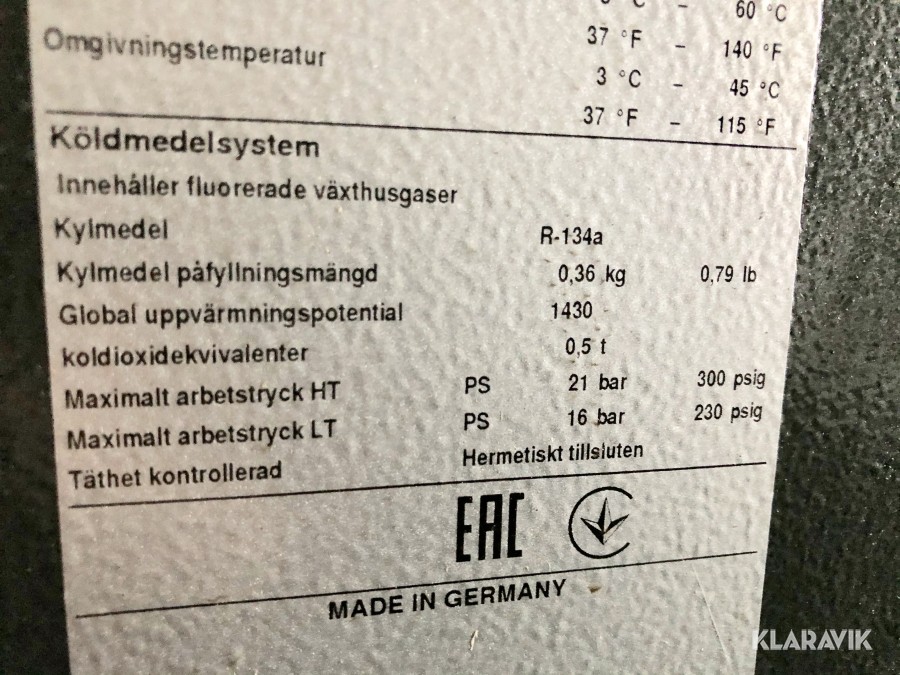 °C – 60 °C
37 °F – 140 °F
Omgivningstemperatur 3 °C – 45 °C
37 °F – 115 °F
Köldmedelsystem
Innehåller fluorerade växthusgaser
Kylmedel R-134a
Kylmedel påfyllningsmängd 0,36 kg 0,79 lb
Global uppvärmningspotential 1430
koldioxidekvivalenter 0,5 t
Maximalt arbetstryck HT PS 21 bar 300 psig
Maximalt arbetstryck LT PS 16 bar 230 psig
Täthet kontrollerad Hermetiskt tillsluten
EAC
MADE IN GERMANY
KLARAVIK